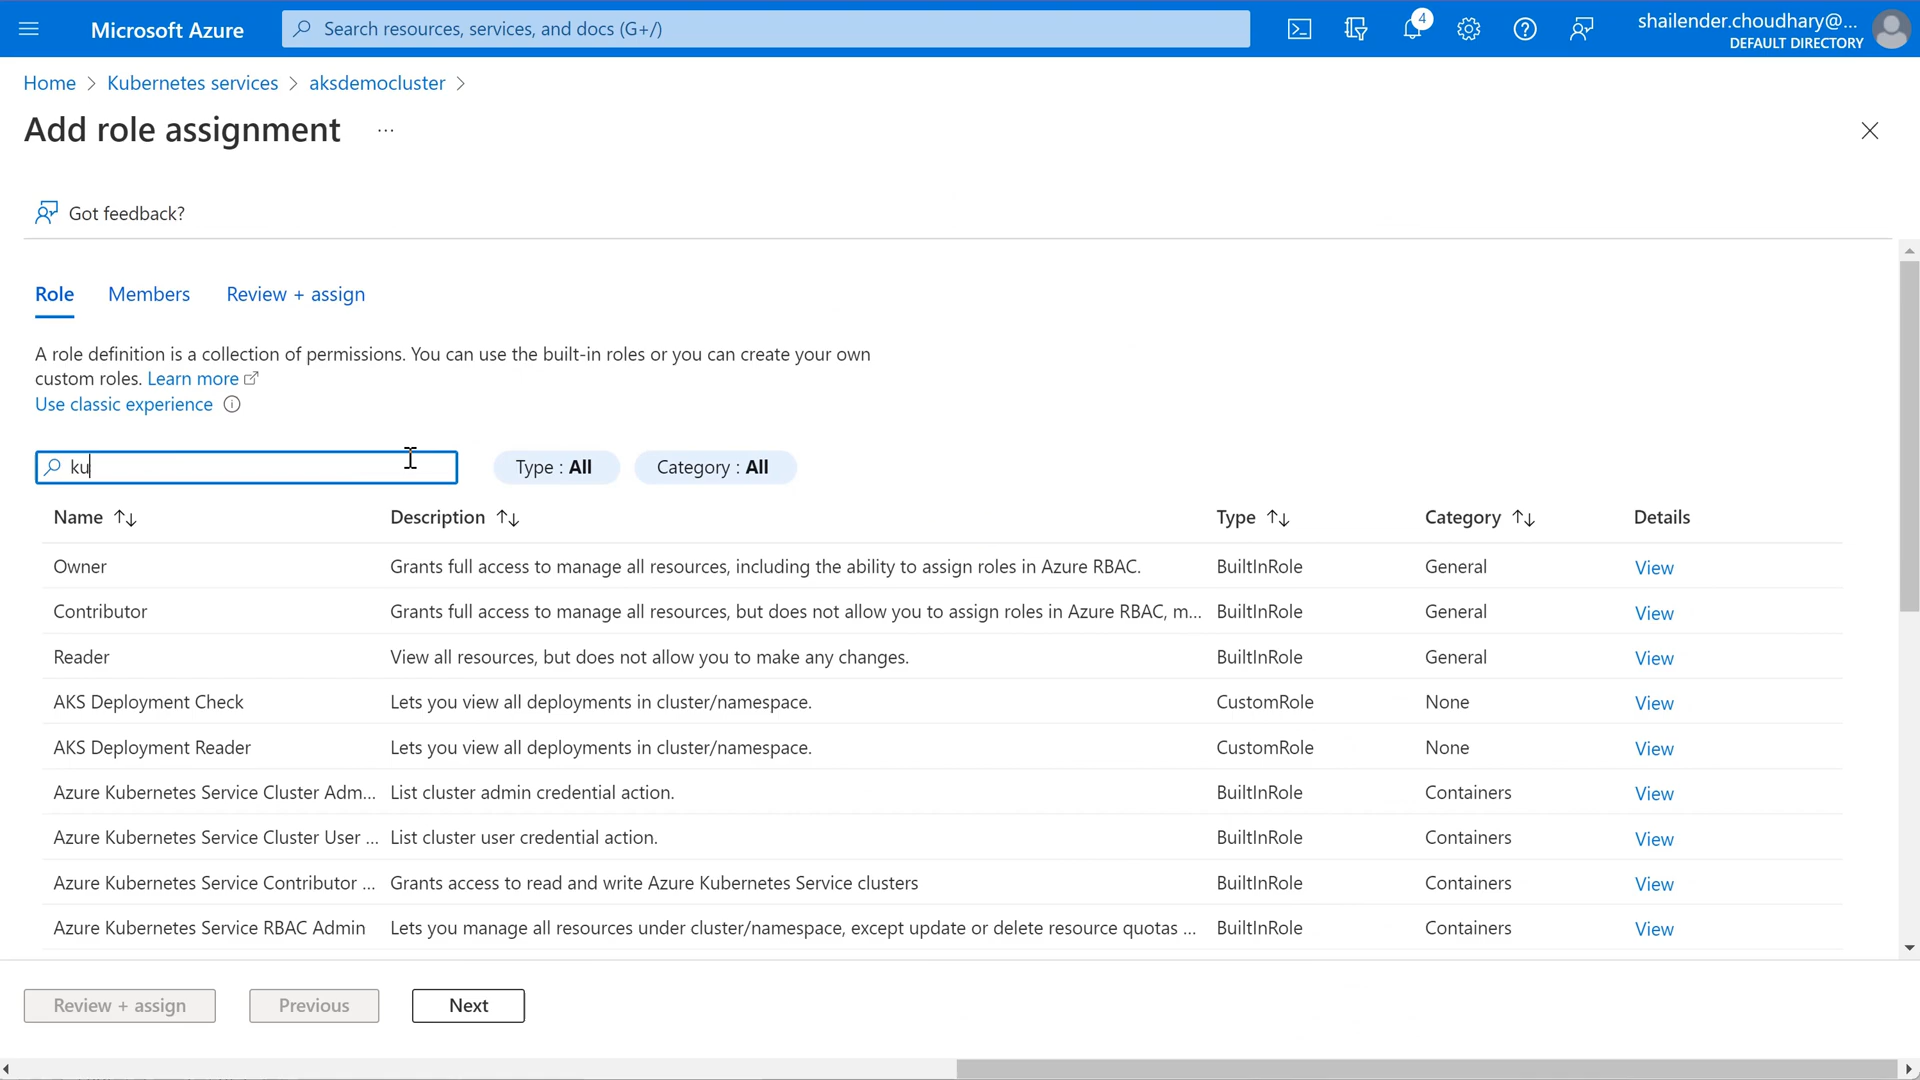 Microsoft Azure
Search resources, services, and docs (G+/)
4
shailender.choudhary@...
DEFAULT DIRECTORY
Home > Kubernetes services > aksdemocluster >
Add role assignment ...
Got feedback?
Role Members Review + assign
A role definition is a collection of permissions. You can use the built-in roles or you can create your own
custom roles. Learn more
Use classic experience
ku
Type : All
Category : All
Name Description Type Category Details
Owner Grants full access to manage all resources, including the ability to assign roles in Azure RBAC. BuiltInRole General View
Contributor Grants full access to manage all resources, but does not allow you to assign roles in Azure RBAC, m... BuiltInRole General View
Reader View all resources, but does not allow you to make any changes. BuiltInRole General View
AKS Deployment Check Lets you view all deployments in cluster/namespace. CustomRole None View
AKS Deployment Reader Lets you view all deployments in cluster/namespace. CustomRole None View
Azure Kubernetes Service Cluster Adm... List cluster admin credential action. BuiltInRole Containers View
Azure Kubernetes Service Cluster User ... List cluster user credential action. BuiltInRole Containers View
Azure Kubernetes Service Contributor ... Grants access to read and write Azure Kubernetes Service clusters BuiltInRole Containers View
Azure Kubernetes Service RBAC Admin Lets you manage all resources under cluster/namespace, except update or delete resource quotas ... BuiltInRole Containers View
Review + assign Previous Next